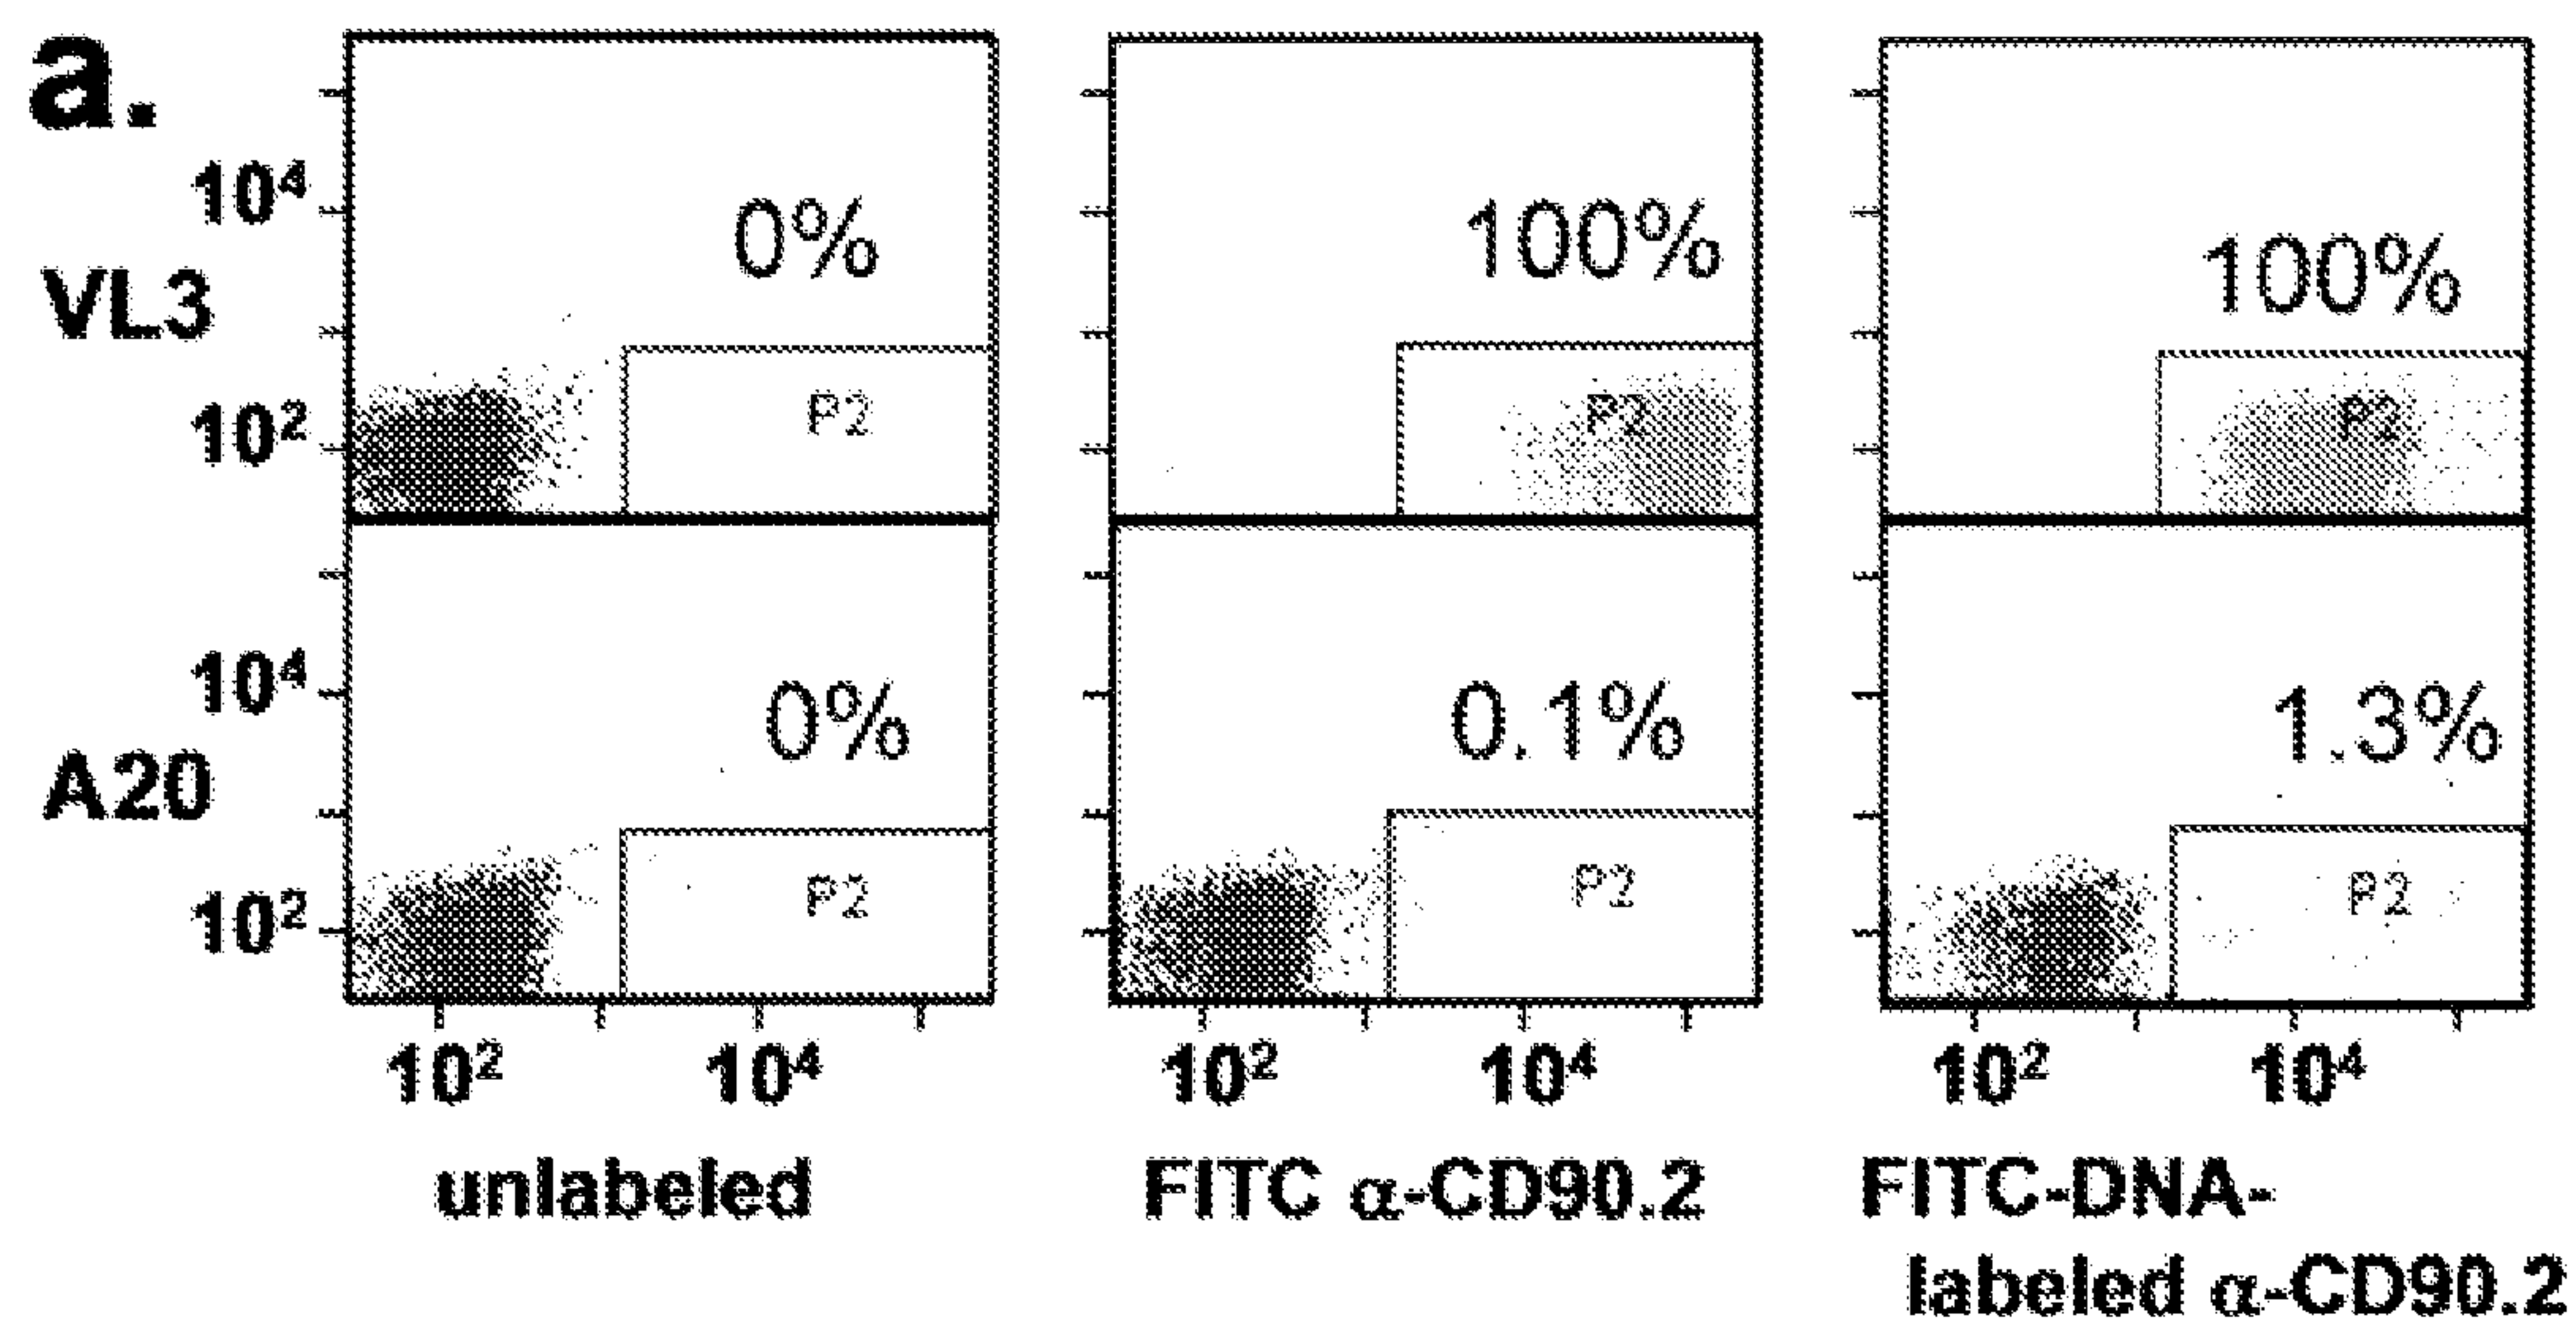 a.
10⁴
0%
100%
100%
VL3
10²
P2
P2
P2
10⁴
0%
0.1%
1.3%
A20
10²
P2
P2
P2
10² 10⁴
10² 10⁴
10² 10⁴
unlabeled
FITC α-CD90.2
FITC-DNA-
labeled α-CD90.2